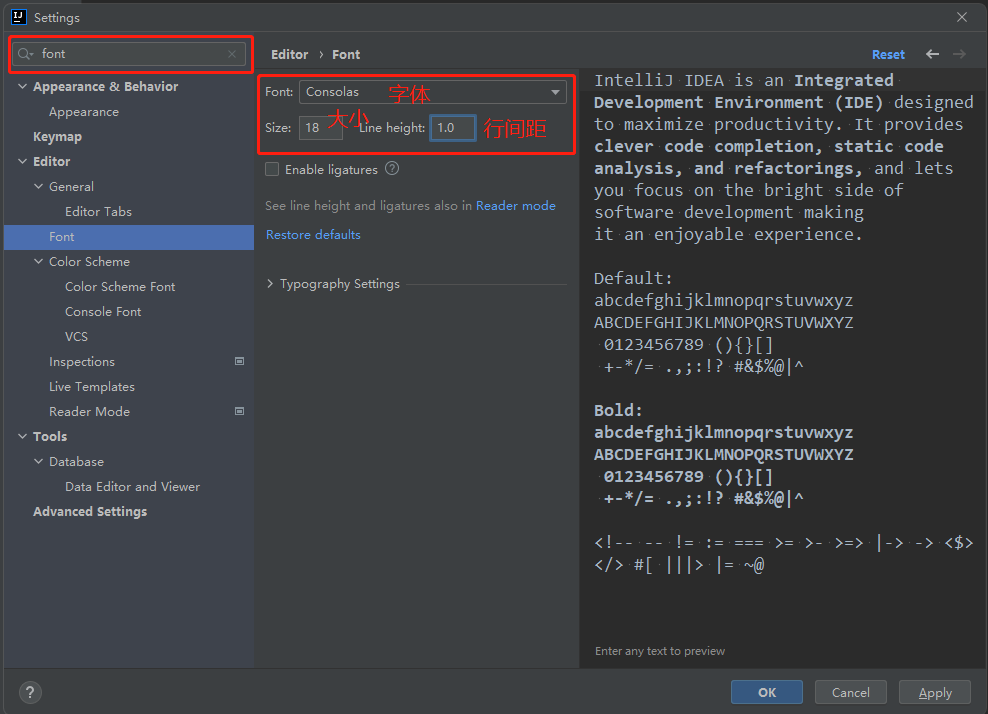 Settings
font
Appearance & Behavior
Appearance
Keymap
Editor
General
Editor Tabs
Font
Color Scheme
Color Scheme Font
Console Font
VCS
Inspections
Live Templates
Reader Mode
Tools
Database
Data Editor and Viewer
Advanced Settings
Editor › Font
Reset
Font: Consolas 字体
Size: 18 大小 Line height: 1.0 行间距
Enable ligatures ?
See line height and ligatures also in Reader mode
Restore defaults
Typography Settings
IntelliJ IDEA is an Integrated
Development Environment (IDE) designed
to maximize productivity. It provides
clever code completion, static code
analysis, and refactorings, and lets
you focus on the bright side of
software development making
it an enjoyable experience.
Default:
abcdefghijklmnopqrstuvwxyz
ABCDEFGHIJKLMNOPQRSTUVWXYZ
0123456789 (){}[]
+-*/= .,;:!? #&$%@|^
Bold:
abcdefghijklmnopqrstuvwxyz
ABCDEFGHIJKLMNOPQRSTUVWXYZ
0123456789 (){}[]
+-*/= .,;:!? #&$%@|^
<!-- -- != := === >= >- >=> |-> -> <$>
</> #[ |||> |= ~@
Enter any text to preview
?
OK
Cancel
Apply